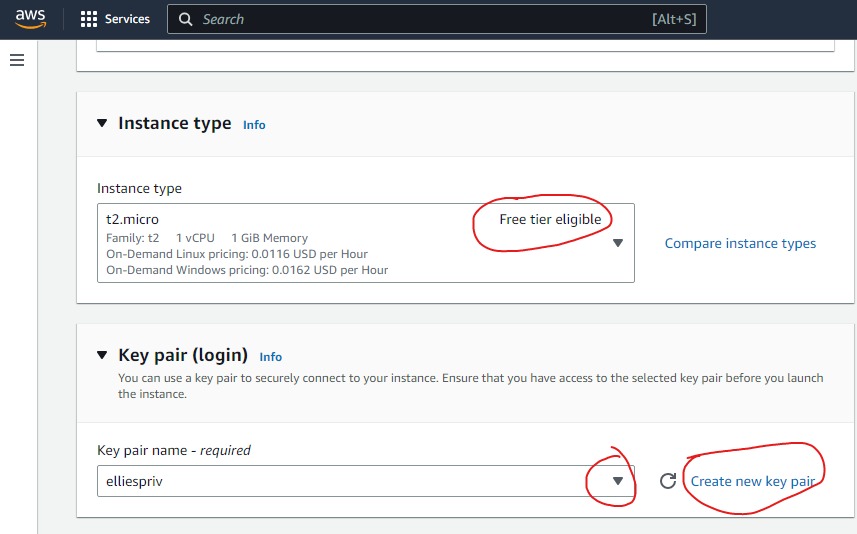 aws
Services
Search
[Alt+S]
Instance type Info
Instance type
t2.micro
Free tier eligible
Family: t2 1 vCPU 1 GiB Memory
On-Demand Linux pricing: 0.0116 USD per Hour
On-Demand Windows pricing: 0.0162 USD per Hour
Compare instance types
Key pair (login) Info
You can use a key pair to securely connect to your instance. Ensure that you have access to the selected key pair before you launch
the instance.
Key pair name - required
elliespriv
Create new key pair